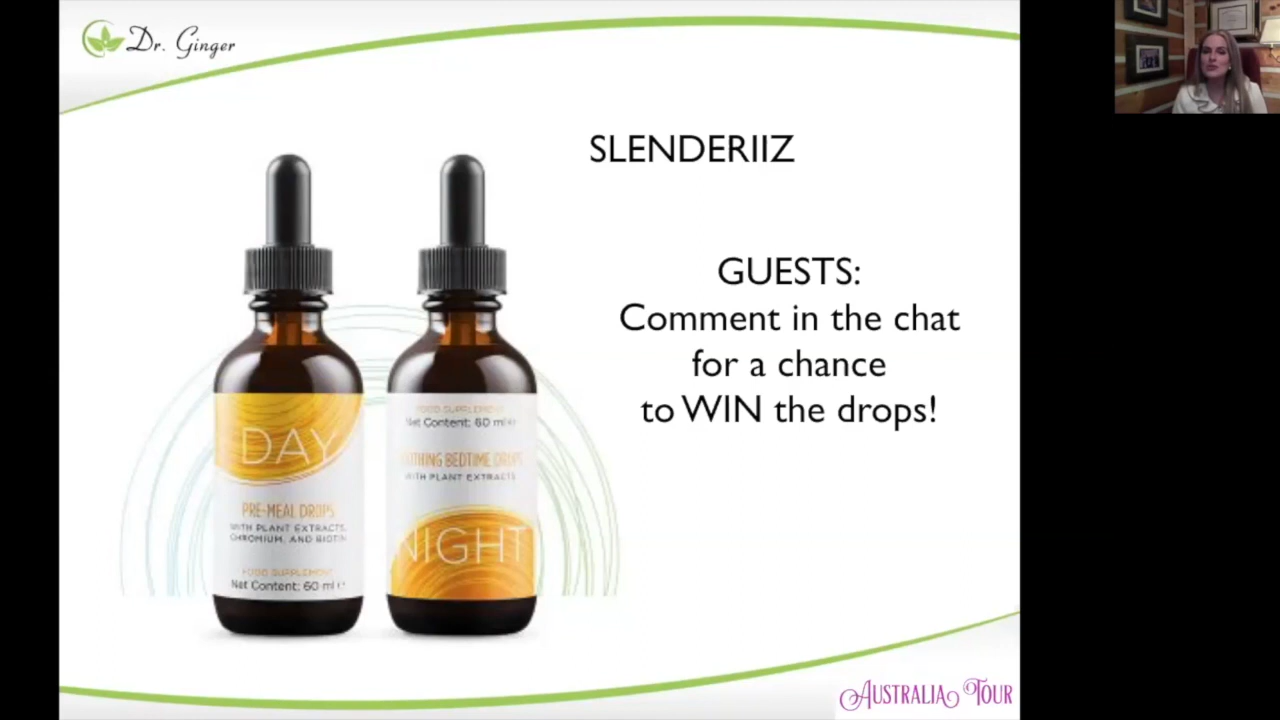 Dr. Ginger
SLENDERIIZ
GUESTS:
Comment in the chat
for a chance
to WIN the drops!
DAY
PRE-MEAL DROPS
WITH PLANT EXTRACTS,
CHROMIUM, AND BIOTIN
FOOD SUPPLEMENT
Net Content: 60 ml ℮
FOOD SUPPLEMENT
Net Content: 60 ml ℮
SOOTHING BEDTIME DROPS
WITH PLANT EXTRACTS
NIGHT
AUSTRALIA TOUR